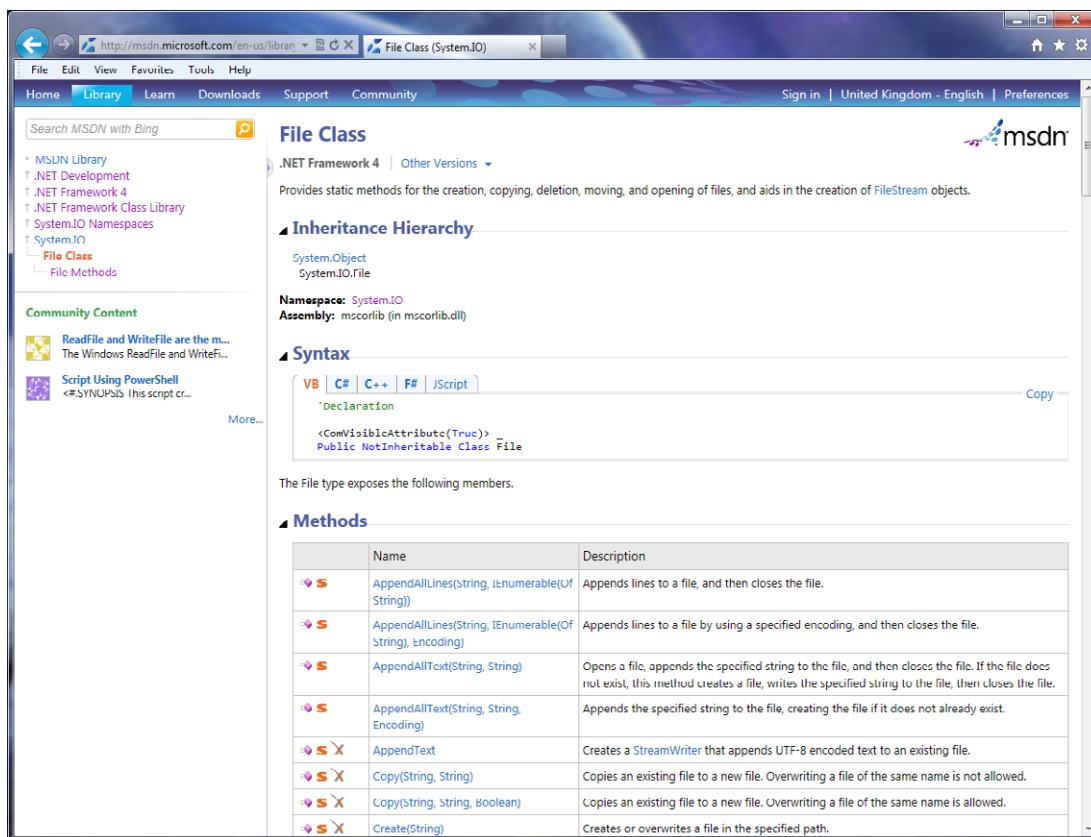 http://msdn.microsoft.com/en-us/librar
File Class (System.IO)
File Edit View Favorites Tools Help
Home Library Learn Downloads Support Community Sign in | United Kingdom - English | Preferences
Search MSDN with Bing
MSDN Library
.NET Development
.NET Framework 4
.NET Framework Class Library
System.IO Namespaces
System.IO
File Class
File Methods
Community Content
ReadFile and WriteFile are the m...
The Windows ReadFile and WriteFi...
Script Using PowerShell
<#.SYNOPSIS This script cr...
More...
File Class
msdn
.NET Framework 4 | Other Versions
Provides static methods for the creation, copying, deletion, moving, and opening of files, and aids in the creation of FileStream objects.
Inheritance Hierarchy
System.Object
System.IO.File
Namespace: System.IO
Assembly: mscorlib (in mscorlib.dll)
Syntax
VB C# C++ F# JScript
Copy
'Declaration
<ComVisibleAttribute(True)> _
Public NotInheritable Class File
The File type exposes the following members.
Methods
Name Description
AppendAllLines(String, IEnumerable(Of Appends lines to a file, and then closes the file.
String))
AppendAllLines(String, IEnumerable(Of Appends lines to a file by using a specified encoding, and then closes the file.
String), Encoding)
AppendAllText(String, String) Opens a file, appends the specified string to the file, and then closes the file. If the file does
not exist, this method creates a file, writes the specified string to the file, then closes the file.
AppendAllText(String, String, Appends the specified string to the file, creating the file if it does not already exist.
Encoding)
AppendText Creates a StreamWriter that appends UTF-8 encoded text to an existing file.
Copy(String, String) Copies an existing file to a new file. Overwriting a file of the same name is not allowed.
Copy(String, String, Boolean) Copies an existing file to a new file. Overwriting a file of the same name is allowed.
Create(String) Creates or overwrites a file in the specified path.